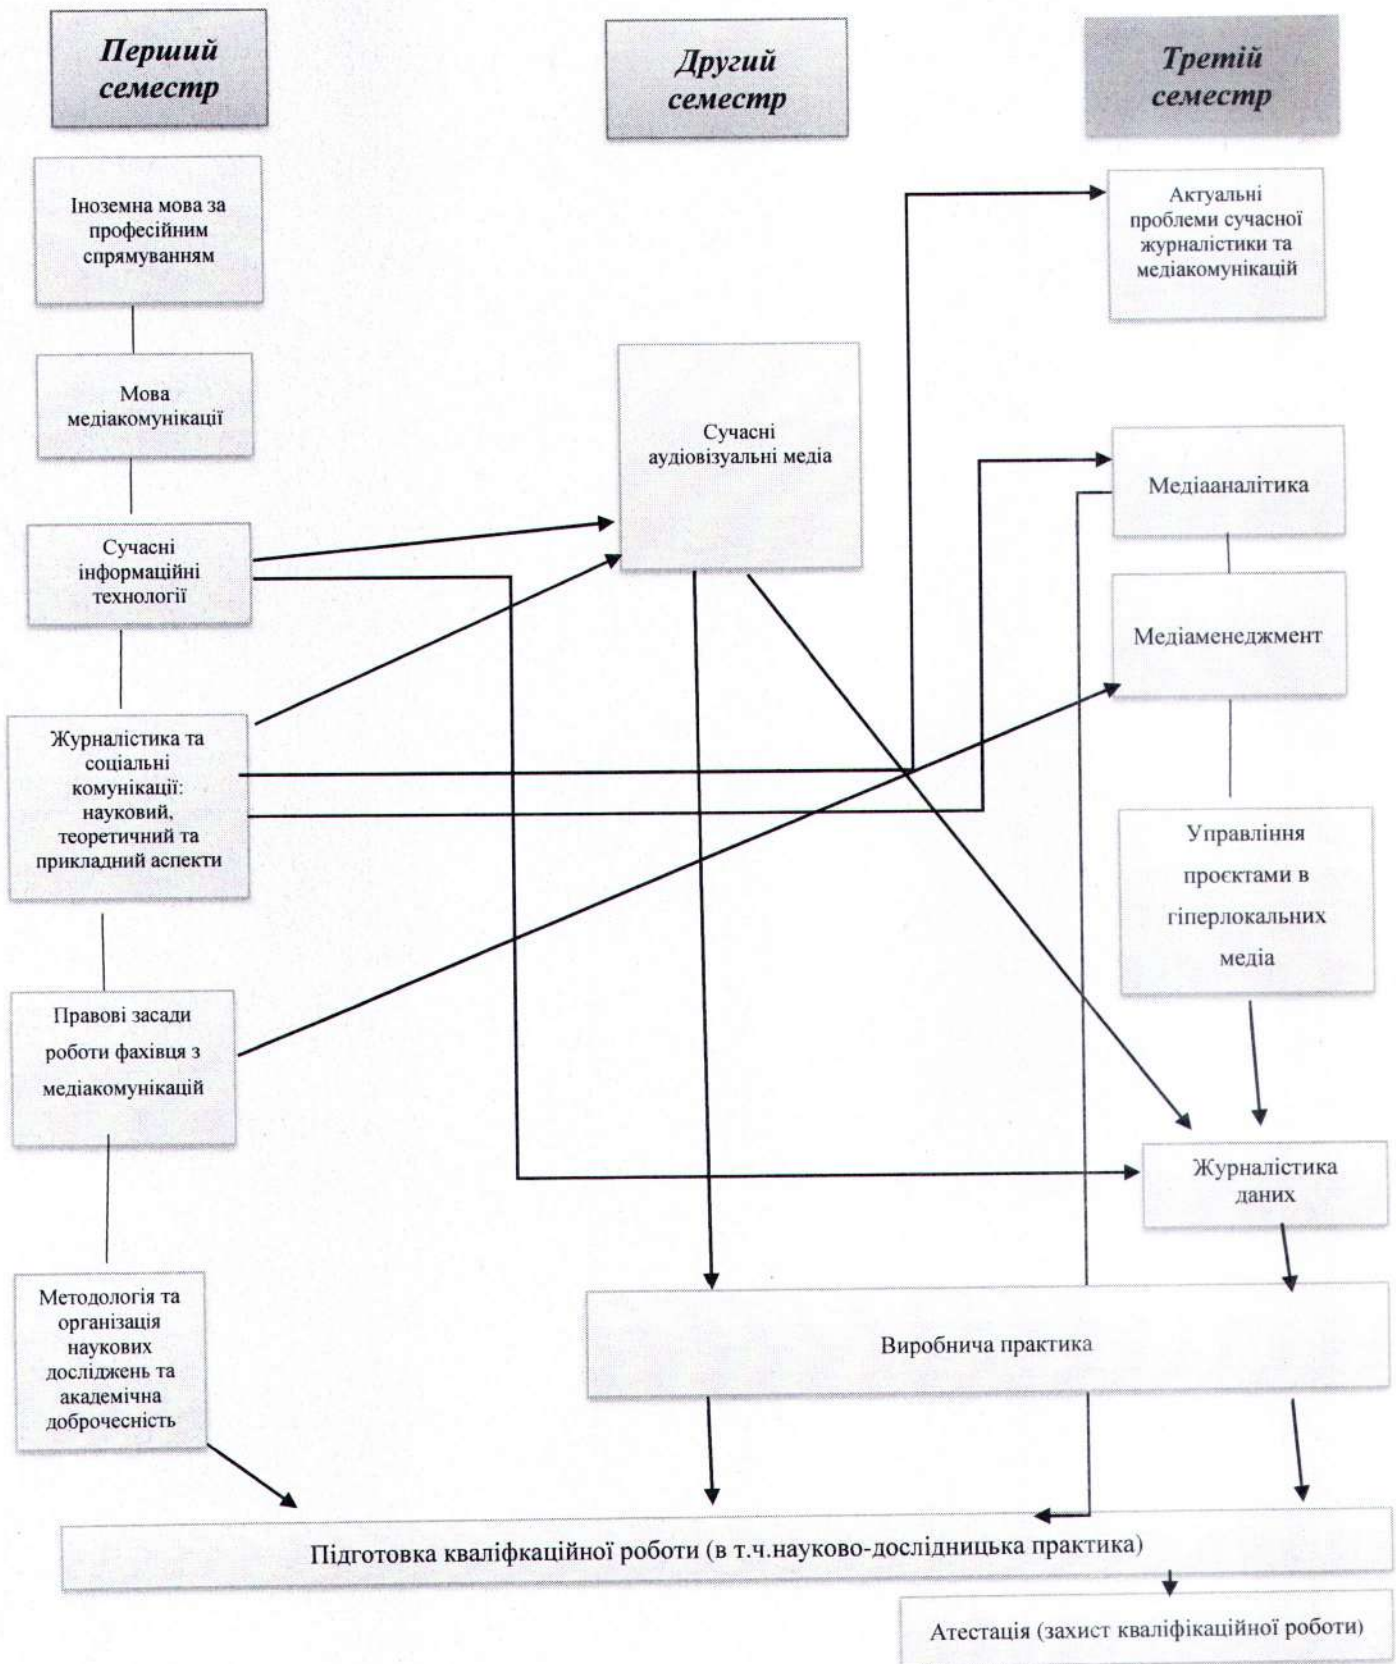 Перший
семестр
Другий
семестр
Третій
семестр
Іноземна мова за
професійним
спрямуванням
Мова
медіакомунікації
Сучасні
інформаційні
технології
Журналістика та
соціальні
комунікації:
науковий,
теоретичний та
прикладний аспекти
Правові засади
роботи фахівця з
медіакомунікацій
Методологія та
організація
наукових
досліджень та
академічна
доброчесність
Сучасні
аудіовізуальні медіа
Актуальні
проблеми сучасної
журналістики та
медіакомунікацій
Медіааналітика
Медіаменеджмент
Управління
проєктами в
гіперлокальних
медіа
Журналістика
даних
Виробнича практика
Підготовка кваліфкаційної роботи (в т.ч.науково-дослідницька практика)
Атестація (захист кваліфікаційної роботи)